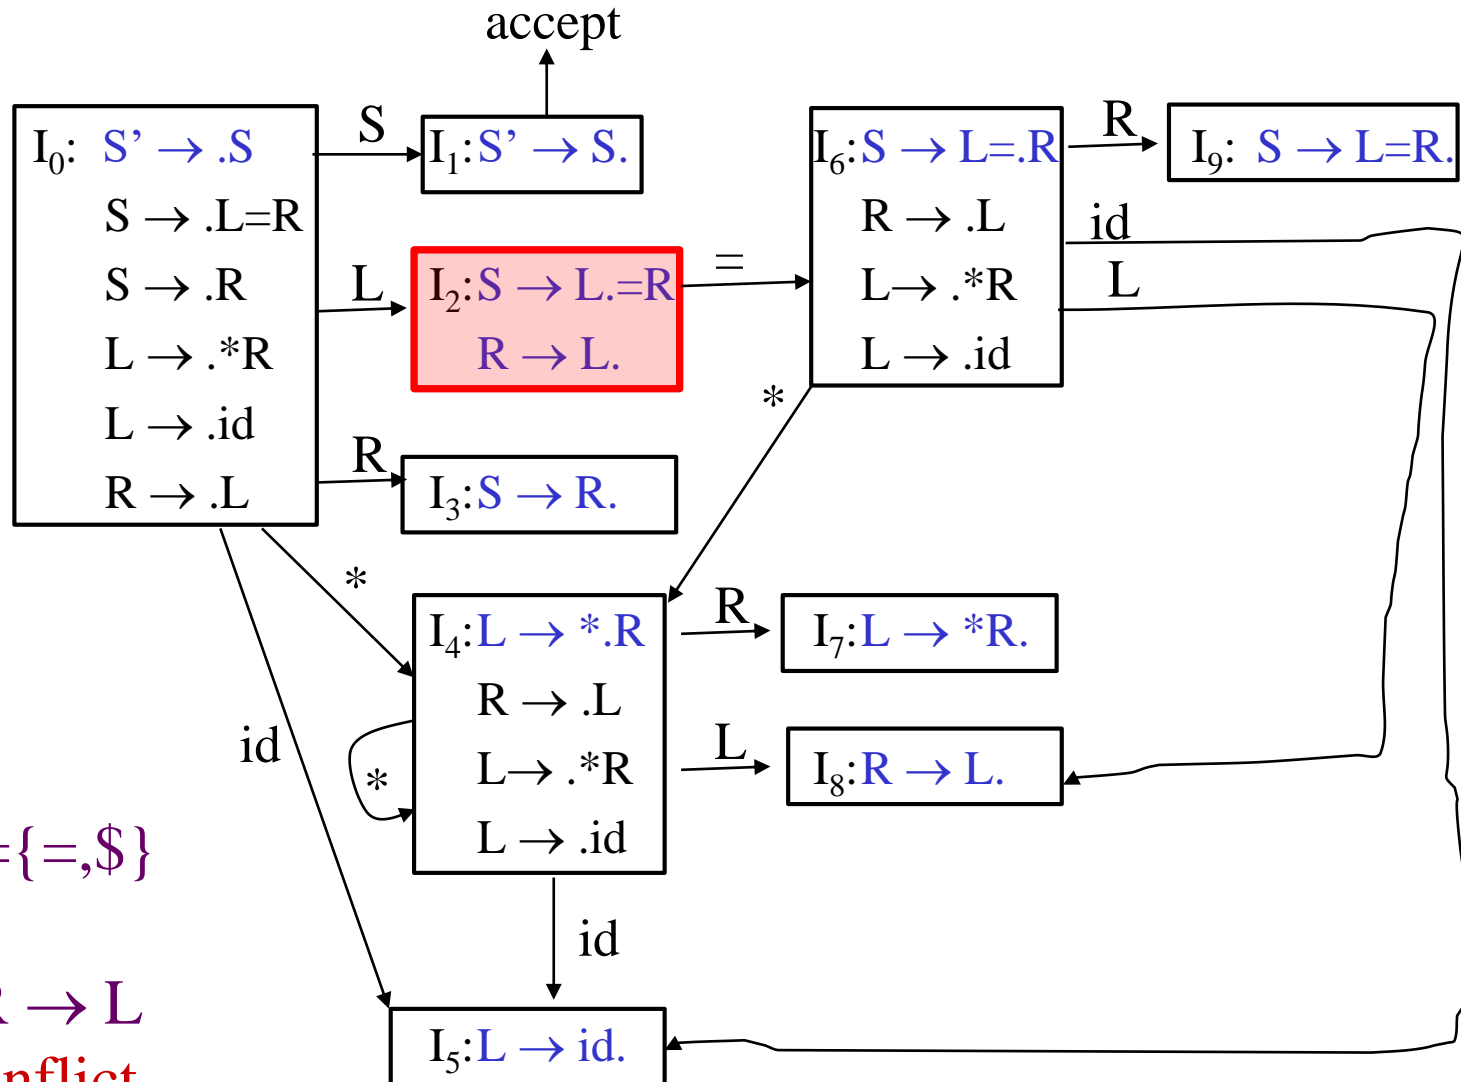 accept
I₀: S’ → .S
S → .L=R
S → .R
L → .*R
L → .id
R → .L
S
I₁:S’ → S.
L
I₂:S → L.=R
R → L.
=
R
I₃:S → R.
I₆:S → L=.R
R → .L
L→ .*R
L → .id
R
I₉: S → L=R.
id
L
*
*
I₄:L → *.R
R → .L
L→ .*R
L → .id
R
I₇:L → *R.
L
I₈:R → L.
*
id
id
I₅:L → id.
={=,$}
R → L